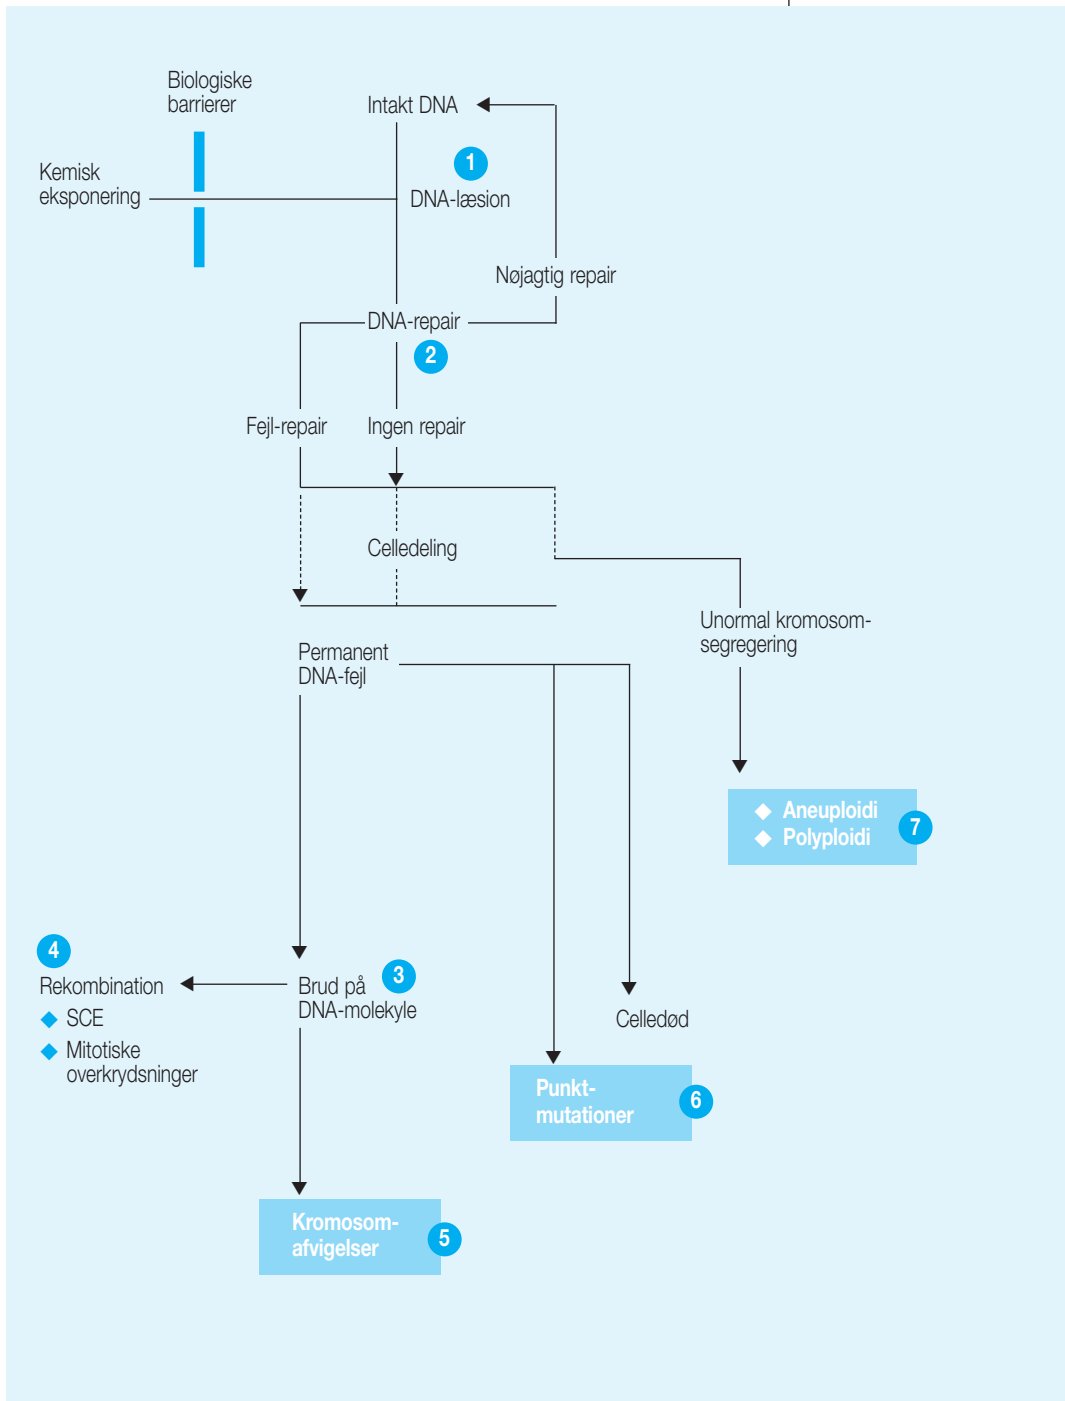 Biologiske
barrierer
Intakt DNA
1
Kemisk
eksponering
DNA-læsion
Nøjagtig repair
DNA-repair
2
Fejl-repair
Ingen repair
Celledeling
Unormal kromosom-
segregering
Permanent
DNA-fejl
Aneuploidi
Polyploidi
7
4
Rekombination
SCE
Mitotiske
overkrydsninger
3
Brud på
DNA-molekyle
Celledød
Punkt-
mutationer
6
Kromosom-
afvigelser
5